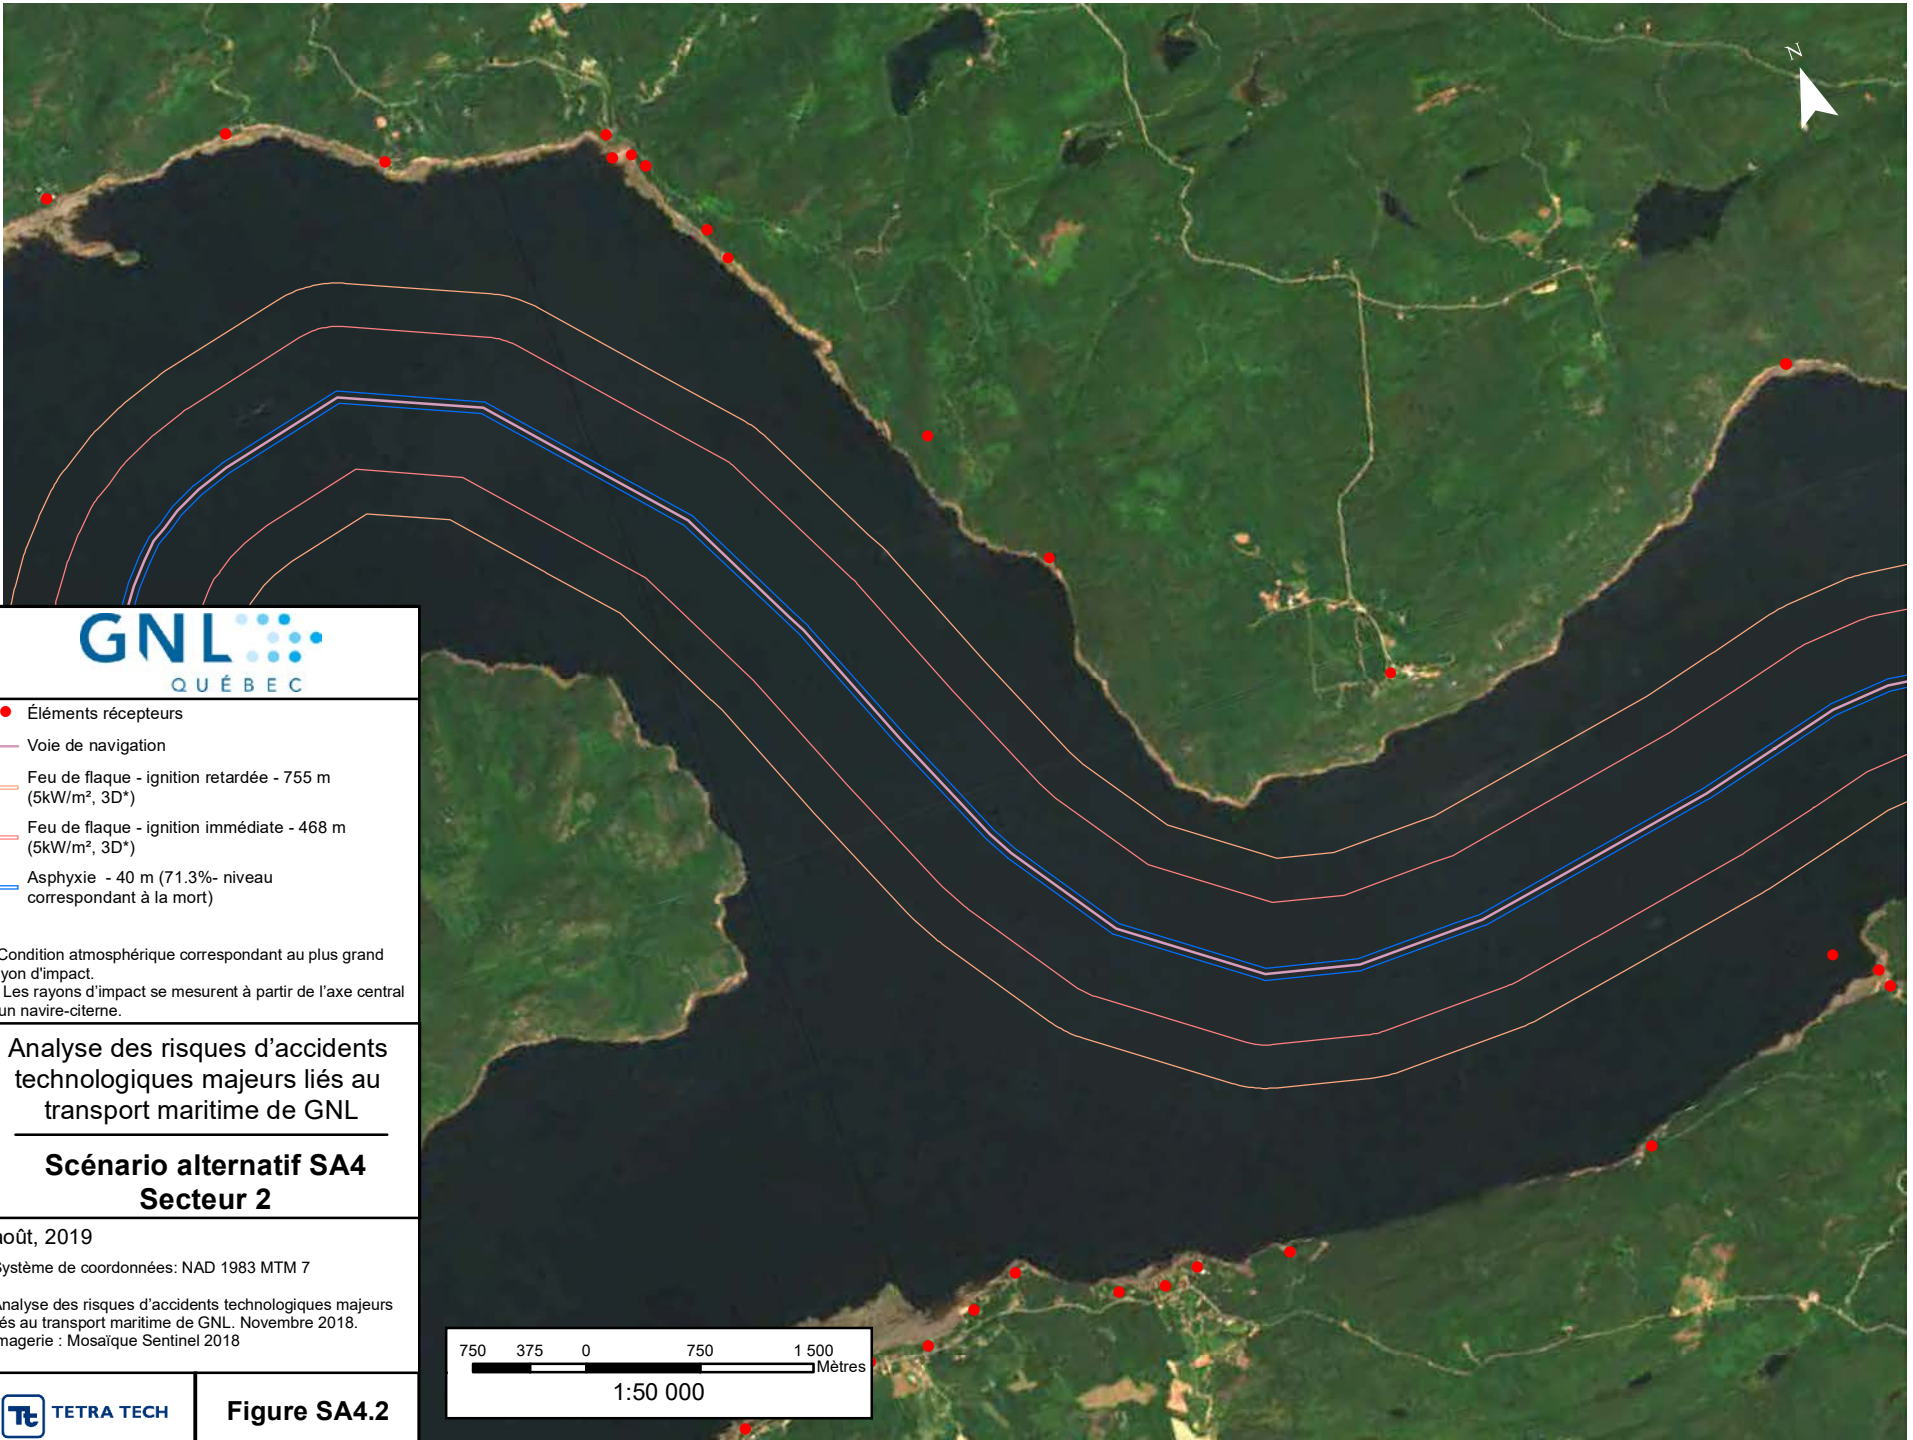 N
GNL
QUÉBEC
Éléments récepteurs
Voie de navigation
Feu de flaque - ignition retardée - 755 m
(5kW/m², 3D*)
Feu de flaque - ignition immédiate - 468 m
(5kW/m², 3D*)
Asphyxie - 40 m (71.3%- niveau
correspondant à la mort)
Condition atmosphérique correspondant au plus grand
yon d'impact.
Les rayons d'impact se mesurent à partir de l'axe central
un navire-citerne.
Analyse des risques d'accidents
technologiques majeurs liés au
transport maritime de GNL
Scénario alternatif SA4
Secteur 2
août, 2019
Système de coordonnées: NAD 1983 MTM 7
Analyse des risques d'accidents technologiques majeurs
és au transport maritime de GNL. Novembre 2018.
magerie : Mosaïque Sentinel 2018
Tt TETRA TECH
Figure SA4.2
750 375 0 750 1 500
Mètres
1:50 000